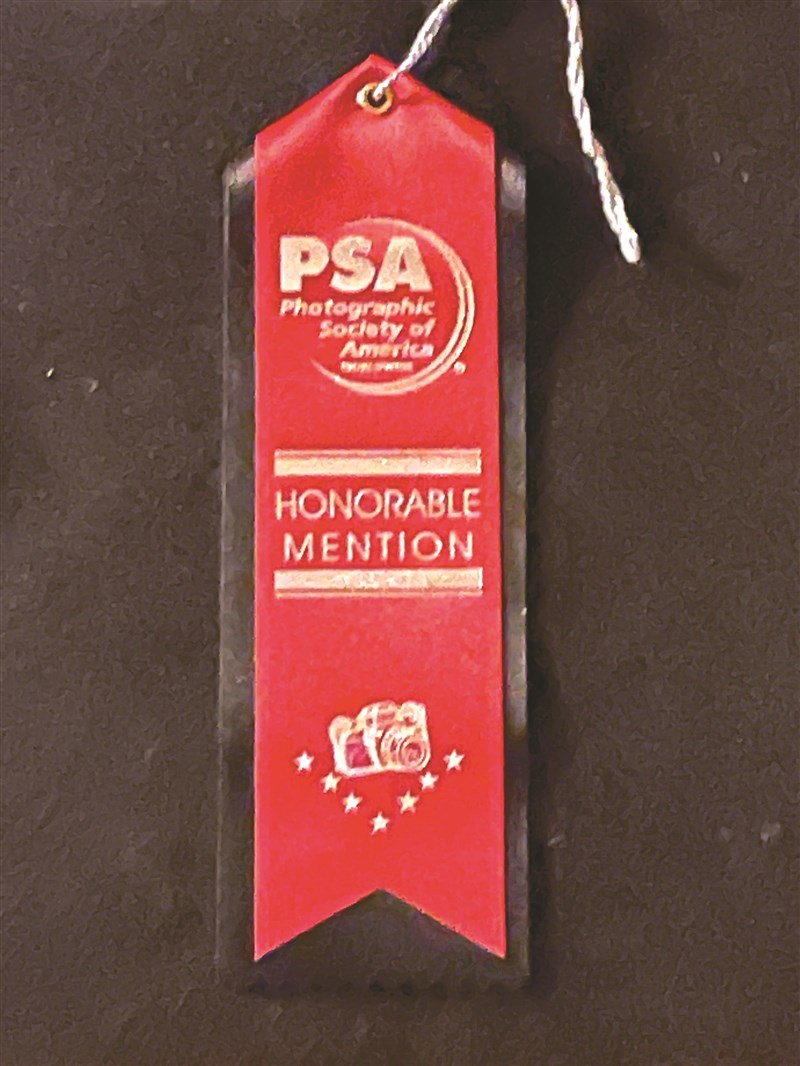 PSA
Photographic
Society of
America
HONORABLE
MENTION